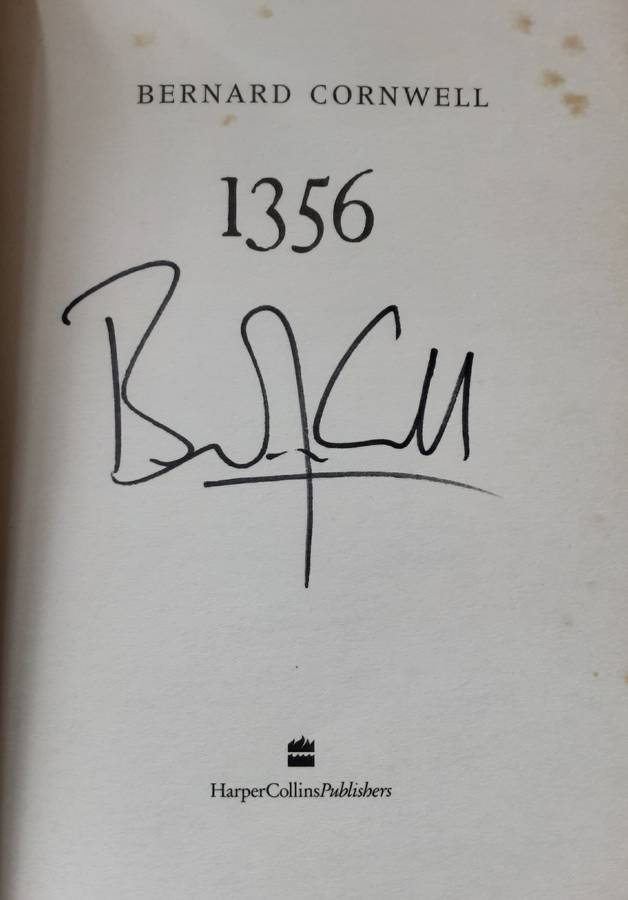 BERNARD CORNWELL
1356
HarperCollinsPublishers